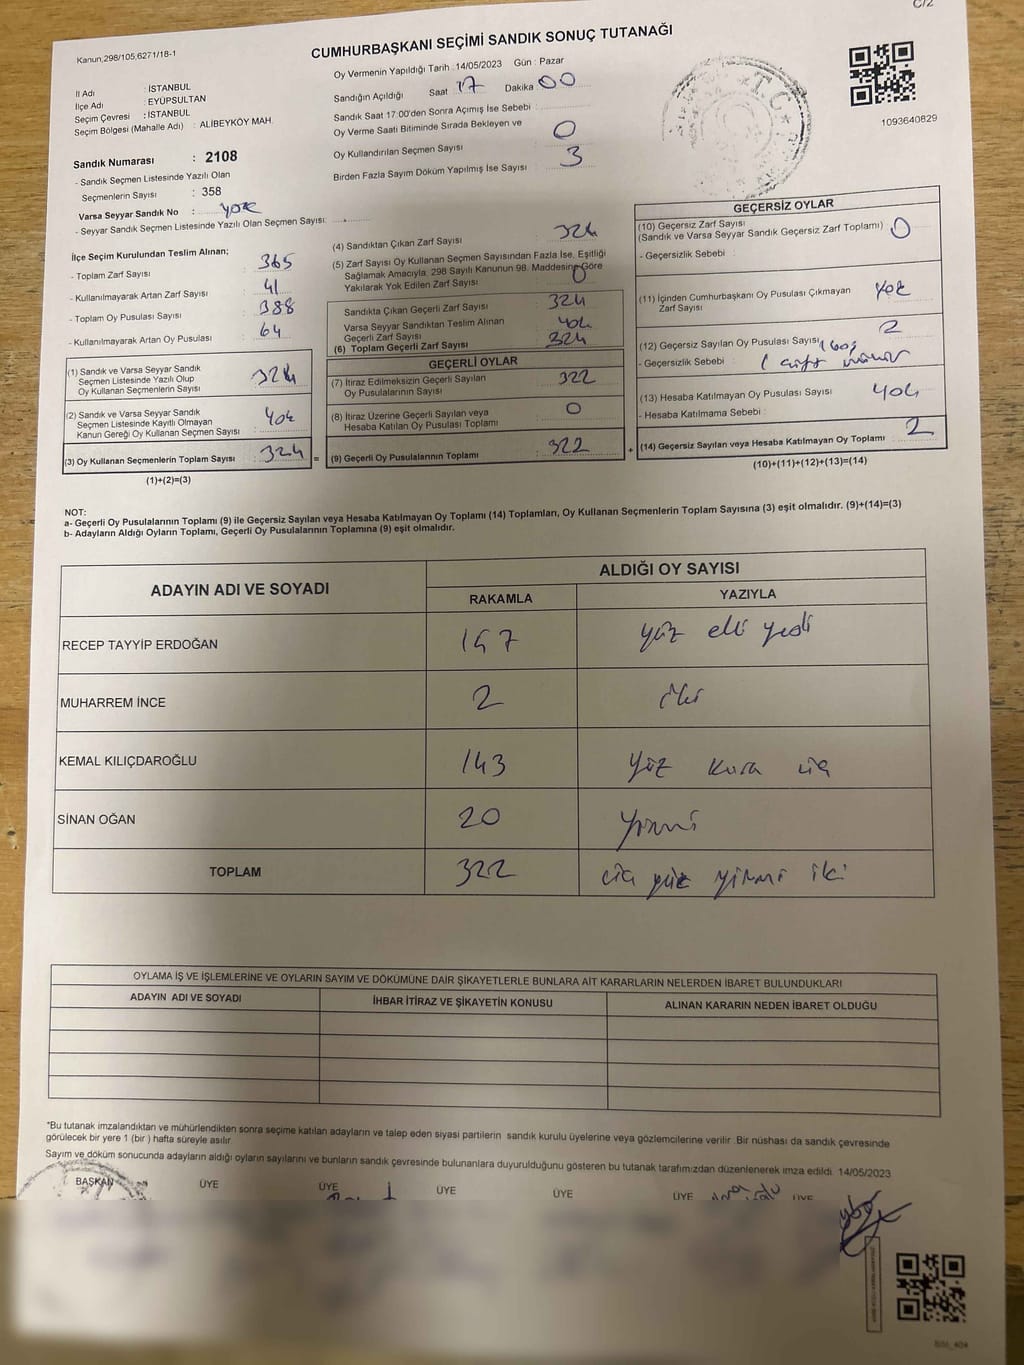 C/2
Kanun,298/105,6271/18-1
CUMHURBAŞKANI SEÇİMİ SANDIK SONUÇ TUTANAĞI
İl Adı : İSTANBUL
İlçe Adı : EYÜPSULTAN
Seçim Çevresi : İSTANBUL
Seçim Bölgesi (Mahalle Adı) : ALİBEYKÖY MAH.
Oy Vermenin Yapıldığı Tarih : 14/05/2023 Gün : Pazar
Sandığın Açıldığı Saat 17 Dakika 00
Sandık Saat 17:00'den Sonra Açımış İse Sebebi :
Oy Verme Saati Bitiminde Sırada Bekleyen ve
Oy Kullandırılan Seçmen Sayısı 0
Birden Fazla Sayım Döküm Yapılmış İse Sayısı 3
T.C.
1093640829
Sandık Numarası : 2108
- Sandık Seçmen Listesinde Yazılı Olan
Seçmenlerin Sayısı : 358
Varsa Seyyar Sandık No : yok
- Seyyar Sandık Seçmen Listesinde Yazılı Olan Seçmen Sayısı:
İlçe Seçim Kurulundan Teslim Alınan;
- Toplam Zarf Sayısı : 365
- Kullanılmayarak Artan Zarf Sayısı : 41
- Toplam Oy Pusulası Sayısı : 388
- Kullanılmayarak Artan Oy Pusulası : 64
(1) Sandık ve Varsa Seyyar Sandık
Seçmen Listesinde Yazılı Olup
Oy Kullanan Seçmenlerin Sayısı : 324
(2) Sandık ve Varsa Seyyar Sandık
Seçmen Listesinde Kayıtlı Olmayan
Kanun Gereği Oy Kullanan Seçmen Sayısı : yok
(3) Oy Kullanan Seçmenlerin Toplam Sayısı : 324
(1)+(2)=(3)
(4) Sandıktan Çıkan Zarf Sayısı : 324
(5) Zarf Sayısı Oy Kullanan Seçmen Sayısından Fazla İse, Eşitliği
Sağlamak Amacıyla, 298 Sayılı Kanunun 98. Maddesine Göre
Yakılarak Yok Edilen Zarf Sayısı : 0
Sandıkta Çıkan Geçerli Zarf Sayısı : 324
Varsa Seyyar Sandıktan Teslim Alınan
Geçerli Zarf Sayısı : yok
(6) Toplam Geçerli Zarf Sayısı : 324
GEÇERLİ OYLAR
(7) İtiraz Edilmeksizin Geçerli Sayılan
Oy Pusulalarının Sayısı : 322
(8) İtiraz Üzerine Geçerli Sayılan veya
Hesaba Katılan Oy Pusulası Toplamı : 0
= (9) Geçerli Oy Pusulalarının Toplamı : 322
GEÇERSİZ OYLAR
(10) Geçersiz Zarf Sayısı
(Sandık ve Varsa Seyyar Sandık Geçersiz Zarf Toplamı) : 0
- Geçersizlik Sebebi :
(11) İçinden Cumhurbaşkanı Oy Pusulası Çıkmayan
Zarf Sayısı : yok
(12) Geçersiz Sayılan Oy Pusulası Sayısı : 2
1 boş
- Geçersizlik Sebebi : 1 çift mühür
(13) Hesaba Katılmayan Oy Pusulası Sayısı : yok
- Hesaba Katılmama Sebebi :
+ (14) Geçersiz Sayılan veya Hesaba Katılmayan Oy Toplamı : 2
(10)+(11)+(12)+(13)=(14)
NOT:
a- Geçerli Oy Pusulalarının Toplamı (9) ile Geçersiz Sayılan veya Hesaba Katılmayan Oy Toplamı (14) Toplamları, Oy Kullanan Seçmenlerin Toplam Sayısına (3) eşit olmalıdır. (9)+(14)=(3)
b- Adayların Aldığı Oyların Toplamı, Geçerli Oy Pusulalarının Toplamına (9) eşit olmalıdır.
ADAYIN ADI VE SOYADI
ALDIĞI OY SAYISI
RAKAMLA YAZIYLA
RECEP TAYYİP ERDOĞAN 157 yüz elli yedi
MUHARREM İNCE 2 iki
KEMAL KILIÇDAROĞLU 143 yüz kırk üç
SİNAN OĞAN 20 yirmi
TOPLAM 322 üç yüz yirmi iki
OYLAMA İŞ VE İŞLEMLERİNE VE OYLARIN SAYIM VE DÖKÜMÜNE DAİR ŞİKAYETLERLE BUNLARA AİT KARARLARIN NELERDEN İBARET BULUNDUKLARI
ADAYIN ADI VE SOYADI İHBAR İTİRAZ VE ŞİKAYETİN KONUSU ALINAN KARARIN NEDEN İBARET OLDUĞU
*Bu tutanak imzalandıktan ve mühürlendikten sonra seçime katılan adayların ve talep eden siyasi partilerin sandık kurulu üyelerine veya gözlemcilerine verilir. Bir nüshası da sandık çevresinde
görülecek bir yere 1 (bir) hafta süreyle asılır
Sayım ve döküm sonucunda adayların aldığı oyların sayılarını ve bunların sandık çevresinde bulunanlara duyurulduğunu gösteren bu tutanak tarafımızdan düzenlenerek imza edildi. 14/05/2023
BAŞKAN ÜYE ÜYE ÜYE ÜYE ÜYE ÜYE